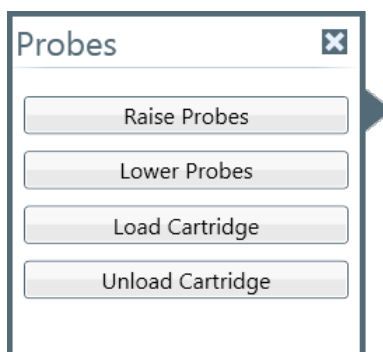 Probes
Raise Probes
Lower Probes
Load Cartridge
Unload Cartridge